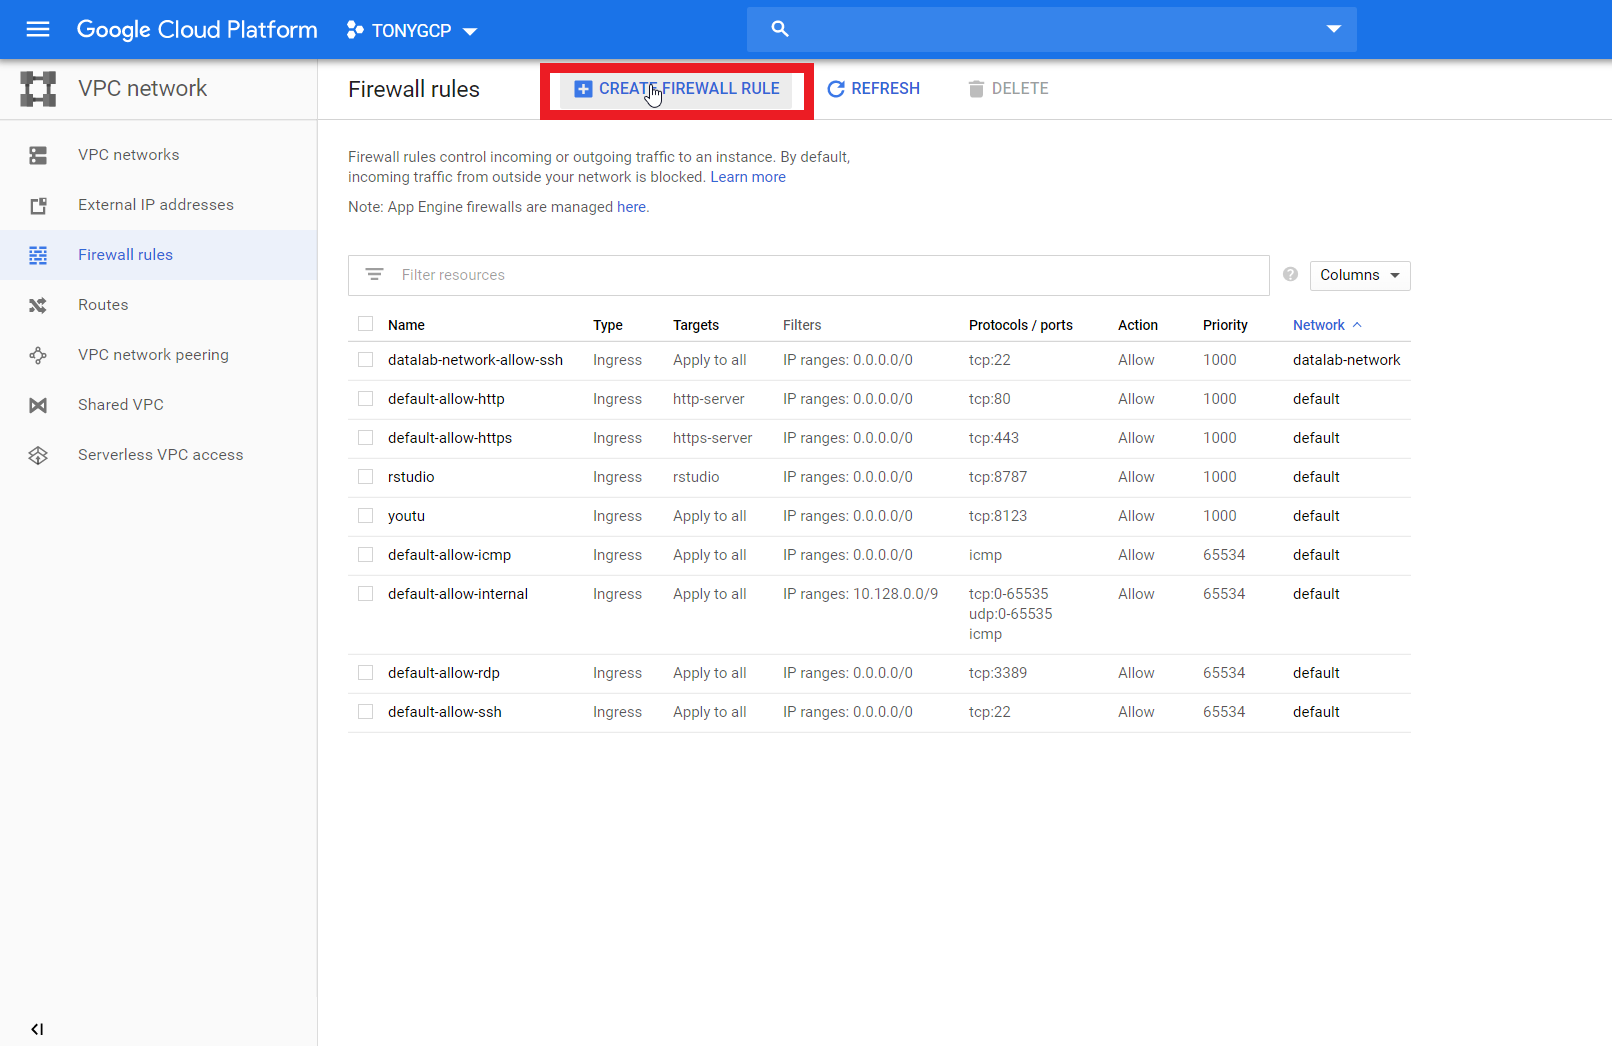 Google Cloud Platform TONYGCP
VPC network
Firewall rules CREATE FIREWALL RULE REFRESH DELETE
VPC networks
External IP addresses
Firewall rules
Routes
VPC network peering
Shared VPC
Serverless VPC access
Firewall rules control incoming or outgoing traffic to an instance. By default,
incoming traffic from outside your network is blocked. Learn more
Note: App Engine firewalls are managed here.
Filter resources ? Columns
Name Type Targets Filters Protocols / ports Action Priority Network
datalab-network-allow-ssh Ingress Apply to all IP ranges: 0.0.0.0/0 tcp:22 Allow 1000 datalab-network
default-allow-http Ingress http-server IP ranges: 0.0.0.0/0 tcp:80 Allow 1000 default
default-allow-https Ingress https-server IP ranges: 0.0.0.0/0 tcp:443 Allow 1000 default
rstudio Ingress rstudio IP ranges: 0.0.0.0/0 tcp:8787 Allow 1000 default
youtu Ingress Apply to all IP ranges: 0.0.0.0/0 tcp:8123 Allow 1000 default
default-allow-icmp Ingress Apply to all IP ranges: 0.0.0.0/0 icmp Allow 65534 default
default-allow-internal Ingress Apply to all IP ranges: 10.128.0.0/9 tcp:0-65535 Allow 65534 default
udp:0-65535
icmp
default-allow-rdp Ingress Apply to all IP ranges: 0.0.0.0/0 tcp:3389 Allow 65534 default
default-allow-ssh Ingress Apply to all IP ranges: 0.0.0.0/0 tcp:22 Allow 65534 default